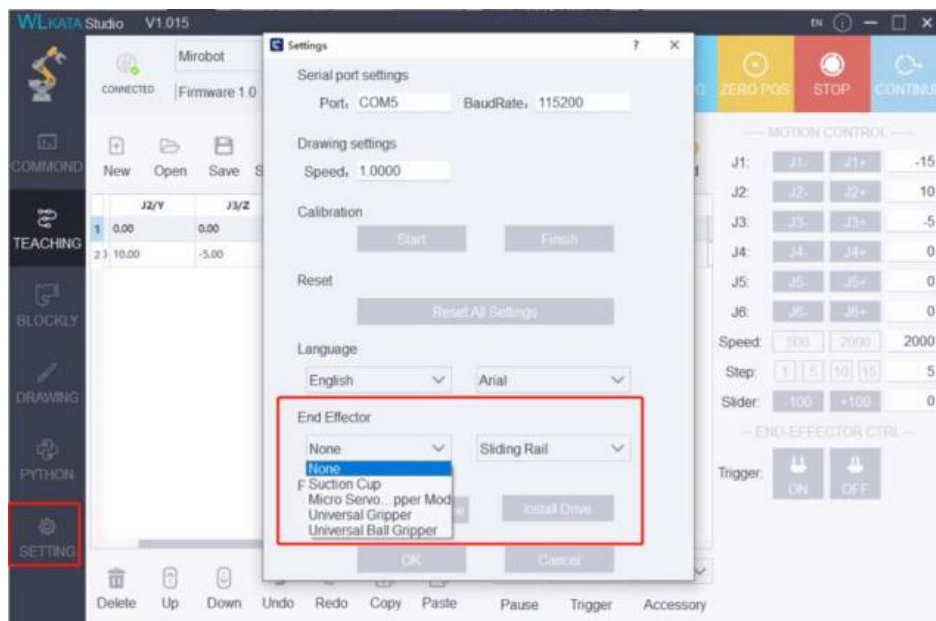 WLKATA Studio V1.015
EN
Settings
?
Mirobot
CONNECTED
Firmware 1.0
ZERO POS
STOP
CONTINU
COMMOND
TEACHING
BLOCKLY
DRAWING
PYTHON
SETTING
New Open Save S
J2/Y J3/Z
1 0.00 0.00
2 10.00 -5.00
Serial port settings
Port, COM5 BaudRate, 115200
Drawing settings
Speed, 1.0000
Calibration
Start Finsih
Reset
Reset All Settings
Language
English Arial
End Effector
None Sliding Rail
None
Suction Cup
Micro Servo... pper Mod
Universal Gripper
Universal Ball Gripper
F
Install Drive
OK Cancel
MOTION CONTROL
J1: J1- J1+ -15
J2: J2- J2+ 10
J3: J3- J3+ -5
J4: J4- J4+ 0
J5: J5- J5+ 0
J6: J6- J6+ 0
Speed: 500 2000 2000
Step: 1 5 10 15 5
Slider: -100 +100 0
END-EFFECTOR CTRL
Trigger: ON OFF
Delete Up Down Undo Redo Copy Paste Pause Trigger Accessory